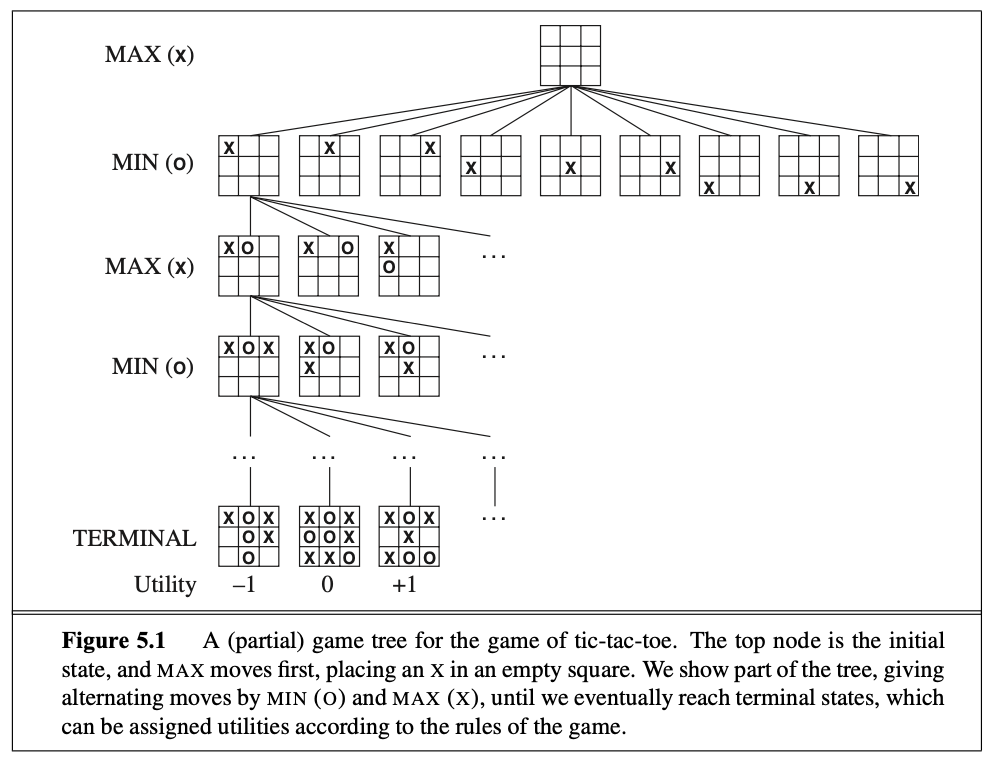 MAX (X)
MIN (O)
X X X X X X X X X
MAX (X)
X O X O X
O
...
MIN (O)
X O X X O X O
X X
...
... ... ... ...
TERMINAL
X O X X O X X O X
O X O O X X
O X X O X O O
...
Utility –1 0 +1
Figure 5.1 A (partial) game tree for the game of tic-tac-toe. The top node is the initial
state, and MAX moves first, placing an X in an empty square. We show part of the tree, giving
alternating moves by MIN (O) and MAX (X), until we eventually reach terminal states, which
can be assigned utilities according to the rules of the game.